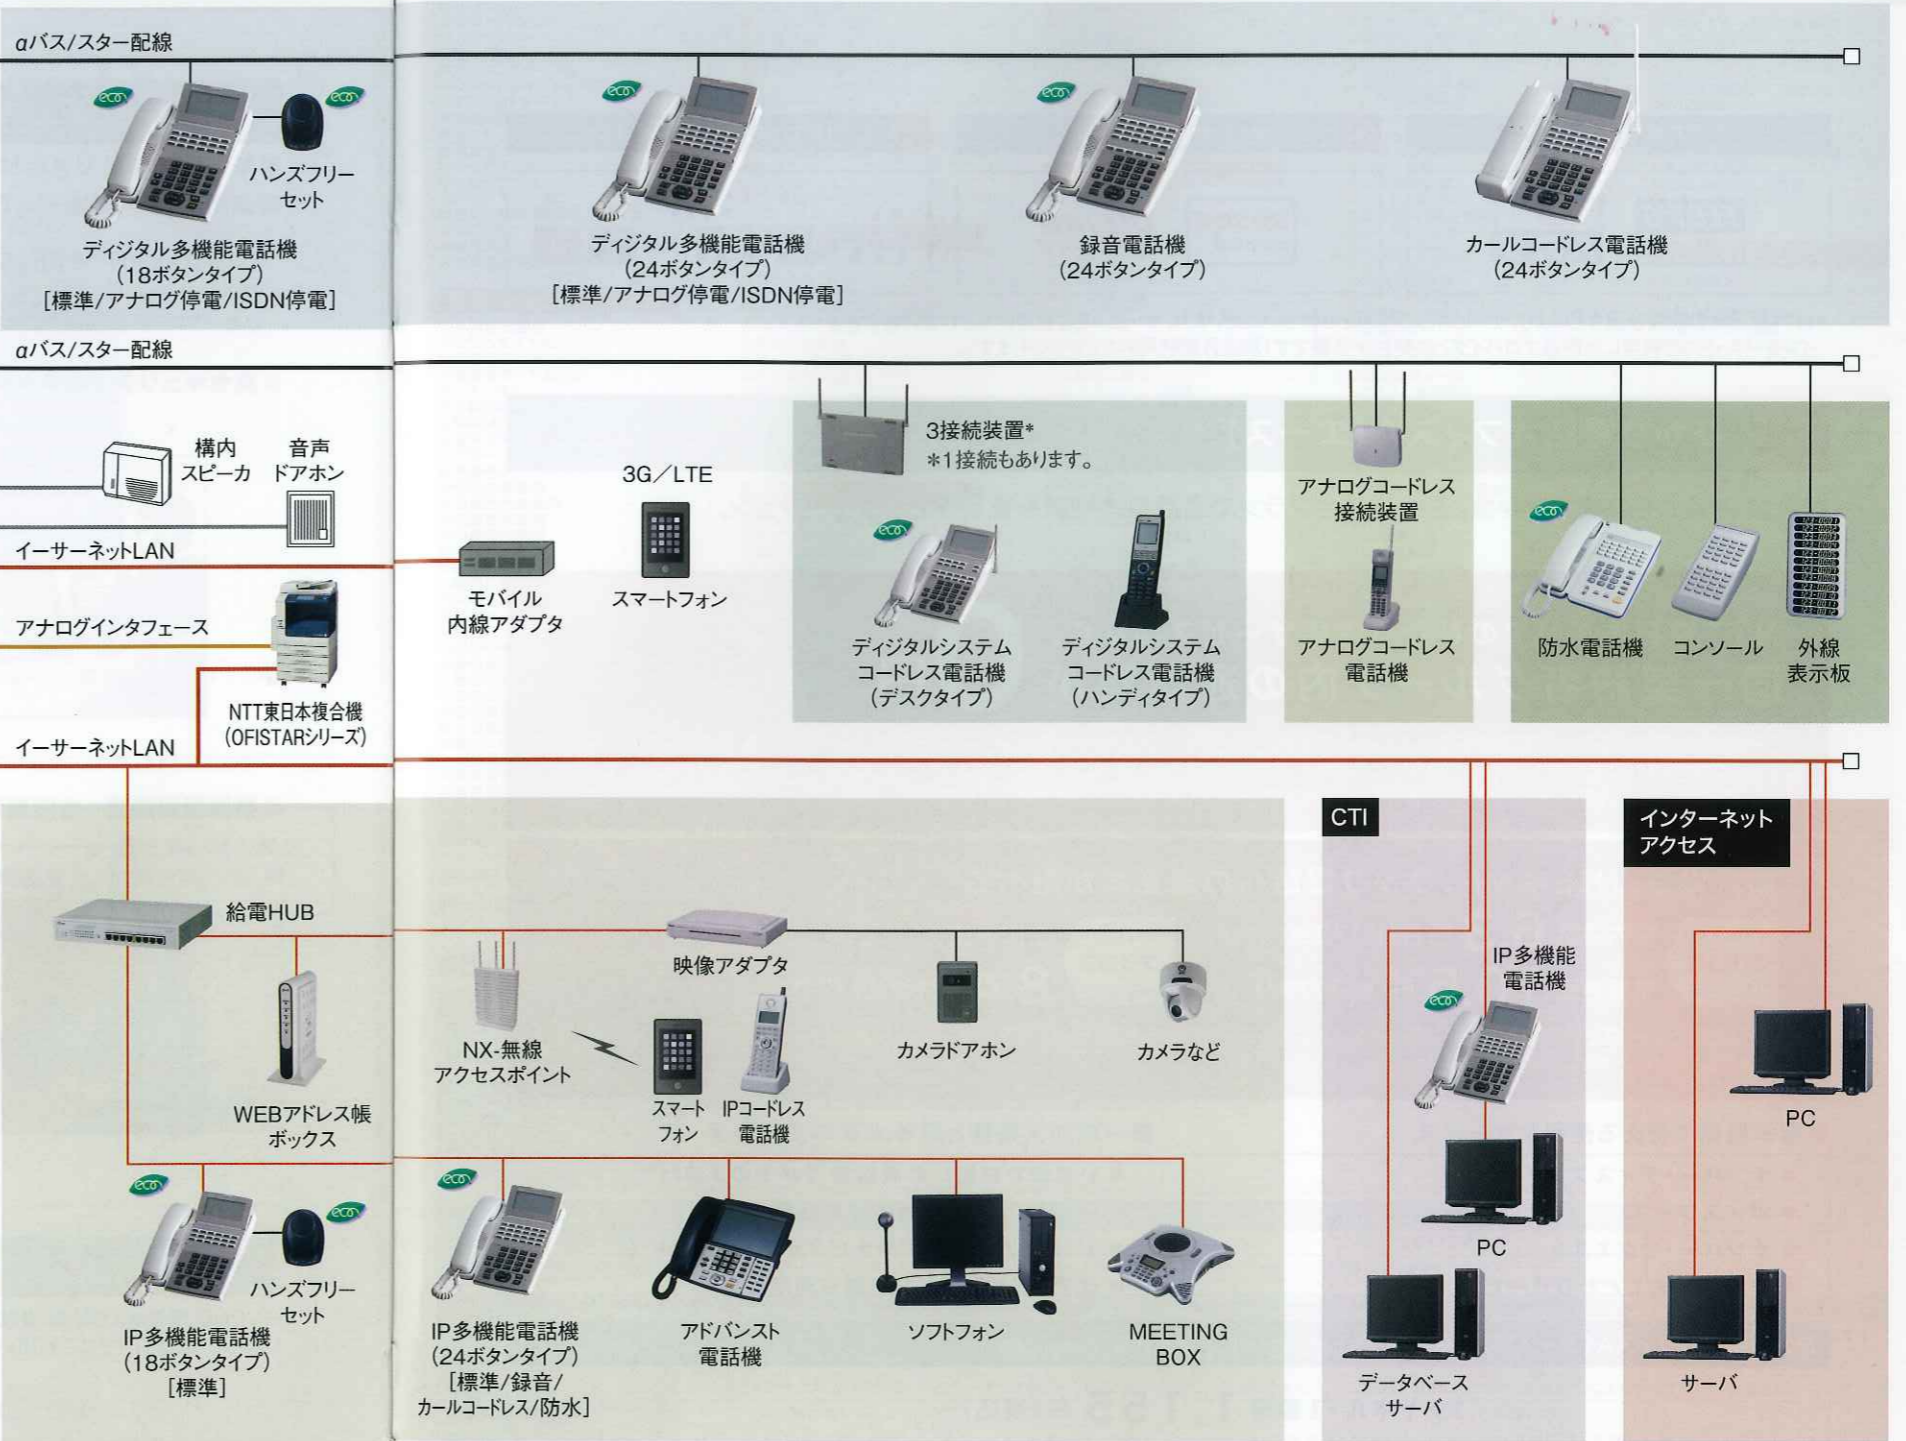 αバス/スター配線
eco
eco
ハンズフリー
セット
ディジタル多機能電話機
(18ボタンタイプ)
[標準/アナログ停電/ISDN停電]
eco
ディジタル多機能電話機
(24ボタンタイプ)
[標準/アナログ停電/ISDN停電]
eco
録音電話機
(24ボタンタイプ)
カールコードレス電話機
(24ボタンタイプ)
αバス/スター配線
構内
スピーカ
音声
ドアホン
イーサーネットLAN
アナログインタフェース
NTT東日本複合機
(OFISTARシリーズ)
イーサーネットLAN
モバイル
内線アダプタ
3G/LTE
スマートフォン
3接続装置*
*1接続もあります。
eco
ディジタルシステム
コードレス電話機
(デスクタイプ)
ディジタルシステム
コードレス電話機
(ハンディタイプ)
アナログコードレス
接続装置
アナログコードレス
電話機
eco
防水電話機
コンソール
外線
表示板
給電HUB
WEBアドレス帳
ボックス
NX-無線
アクセスポイント
映像アダプタ
スマート
フォン
IPコードレス
電話機
カメラドアホン
カメラなど
eco
eco
ハンズフリー
セット
IP多機能電話機
(18ボタンタイプ)
[標準]
eco
IP多機能電話機
(24ボタンタイプ)
[標準/録音/
カールコードレス/防水]
アドバンスト
電話機
ソフトフォン
MEETING
BOX
CTI
IP多機能
電話機
eco
PC
データベース
サーバ
インターネット
アクセス
PC
サーバ